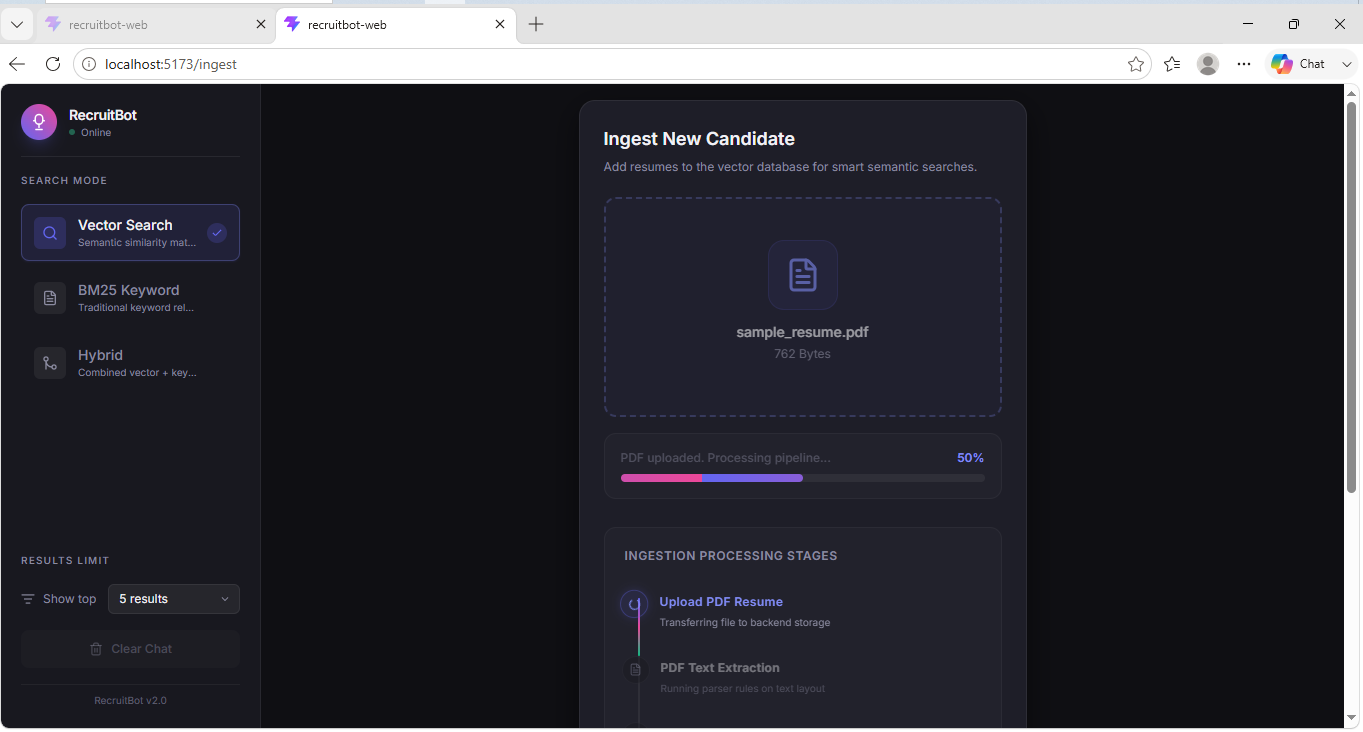 recruitbot-web
recruitbot-web
localhost:5173/ingest
Chat
RecruitBot
Online
SEARCH MODE
Vector Search
Semantic similarity mat...
BM25 Keyword
Traditional keyword rel...
Hybrid
Combined vector + key...
RESULTS LIMIT
Show top
5 results
Clear Chat
RecruitBot v2.0
Ingest New Candidate
Add resumes to the vector database for smart semantic searches.
sample_resume.pdf
762 Bytes
PDF uploaded. Processing pipeline... 50%
INGESTION PROCESSING STAGES
Upload PDF Resume
Transferring file to backend storage
PDF Text Extraction
Running parser rules on text layout